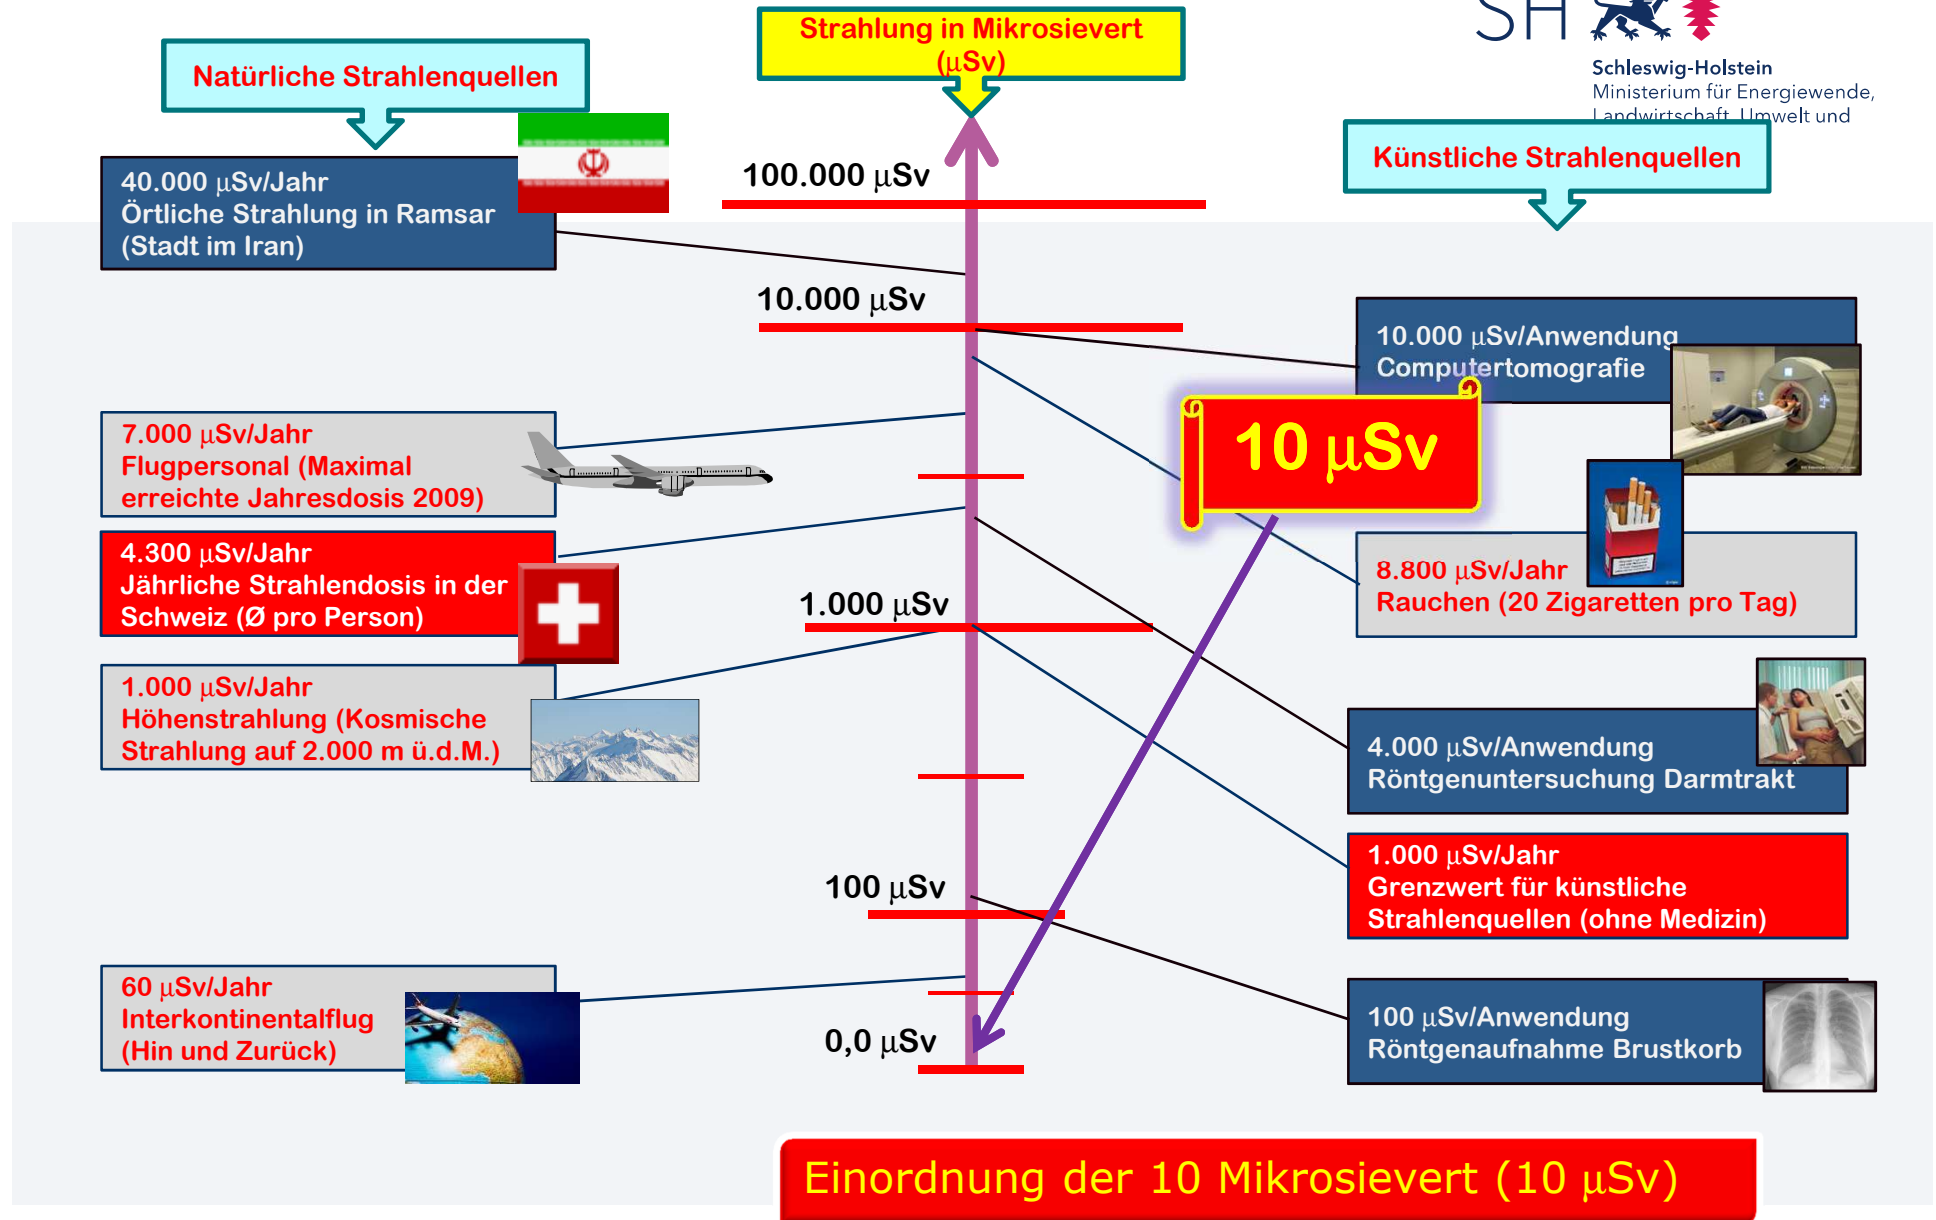 Strahlung in Mikrosievert
(μSv)
SH
Schleswig-Holstein
Ministerium für Energiewende,
Landwirtschaft, Umwelt und
Natürliche Strahlenquellen
Künstliche Strahlenquellen
40.000 μSv/Jahr
Örtliche Strahlung in Ramsar
(Stadt im Iran)
7.000 μSv/Jahr
Flugpersonal (Maximal
erreichte Jahresdosis 2009)
4.300 μSv/Jahr
Jährliche Strahlendosis in der
Schweiz (Ø pro Person)
1.000 μSv/Jahr
Höhenstrahlung (Kosmische
Strahlung auf 2.000 m ü.d.M.)
60 μSv/Jahr
Interkontinentalflug
(Hin und Zurück)
100.000 μSv
10.000 μSv
1.000 μSv
100 μSv
0,0 μSv
10 μSv
10.000 μSv/Anwendung
Computertomografie
8.800 μSv/Jahr
Rauchen (20 Zigaretten pro Tag)
4.000 μSv/Anwendung
Röntgenuntersuchung Darmtrakt
1.000 μSv/Jahr
Grenzwert für künstliche
Strahlenquellen (ohne Medizin)
100 μSv/Anwendung
Röntgenaufnahme Brustkorb
Einordnung der 10 Mikrosievert (10 μSv)